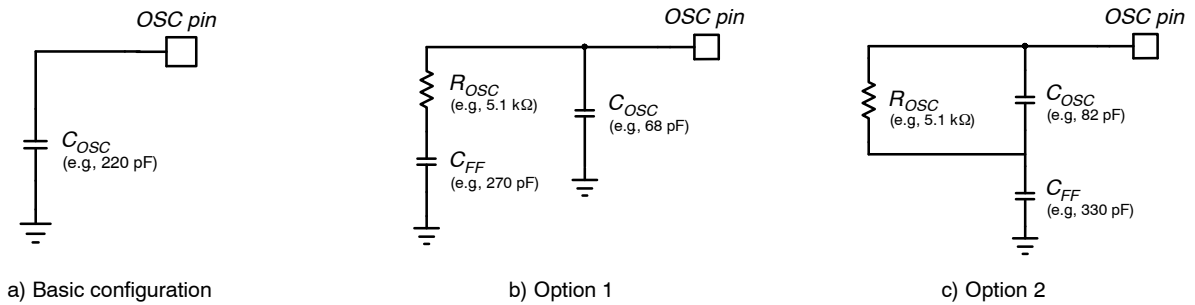 OSC pin
C_OSC
(e.g, 220 pF)
a) Basic configuration
OSC pin
R_OSC
(e.g, 5.1 kΩ)
C_OSC
(e.g., 68 pF)
C_FF
(e.g, 270 pF)
b) Option 1
OSC pin
R_OSC
(e.g., 5.1 kΩ)
C_OSC
(e.g, 82 pF)
C_FF
(e.g, 330 pF)
c) Option 2